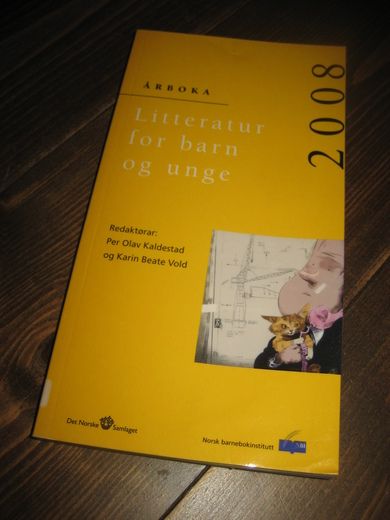 ÅRBOKA
2008
Litteratur
for barn
og unge
Redaktørar:
Per Olav Kaldestad
og Karin Beate Vold
Det Norske Samlaget
Norsk barnebokinstitutt